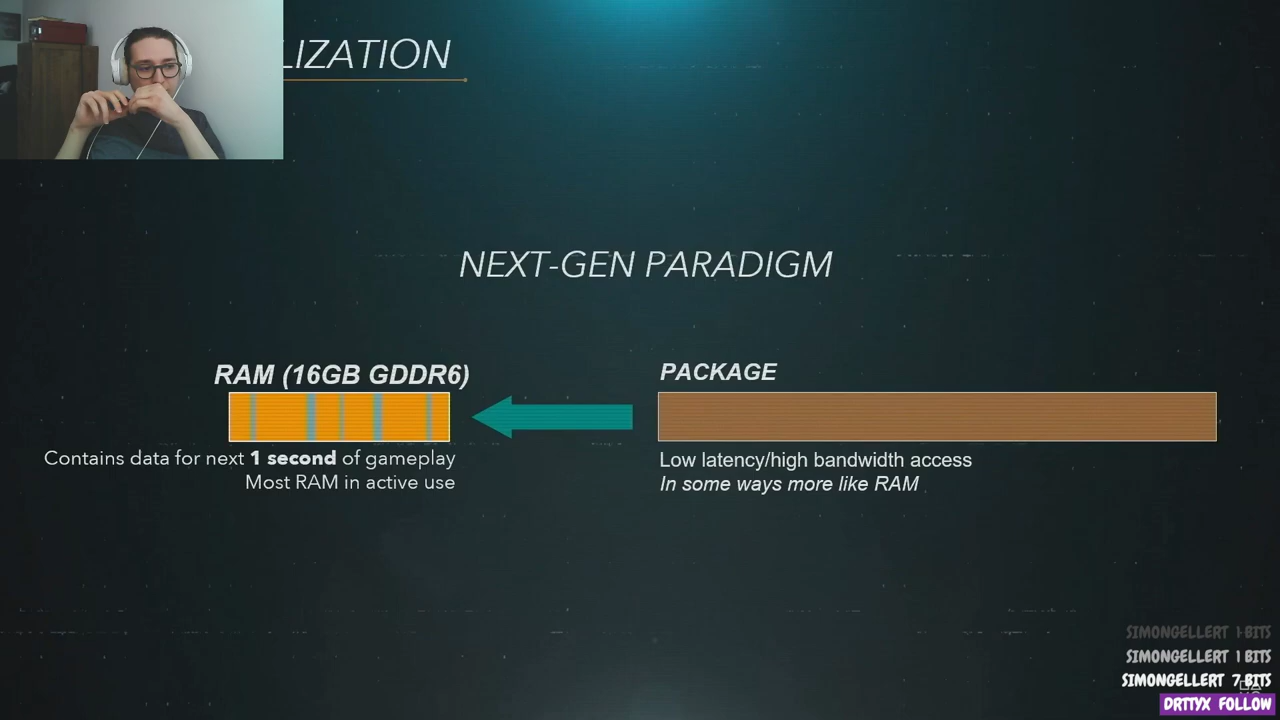 LIZATION
NEXT-GEN PARADIGM
RAM (16GB GDDR6)
Contains data for next 1 second of gameplay
Most RAM in active use
PACKAGE
Low latency/high bandwidth access
In some ways more like RAM
SIMONGELLERT 1 BITS
SIMONGELLERT 1 BITS
SIMONGELLERT 7 BITS
DRTTYX FOLLOW